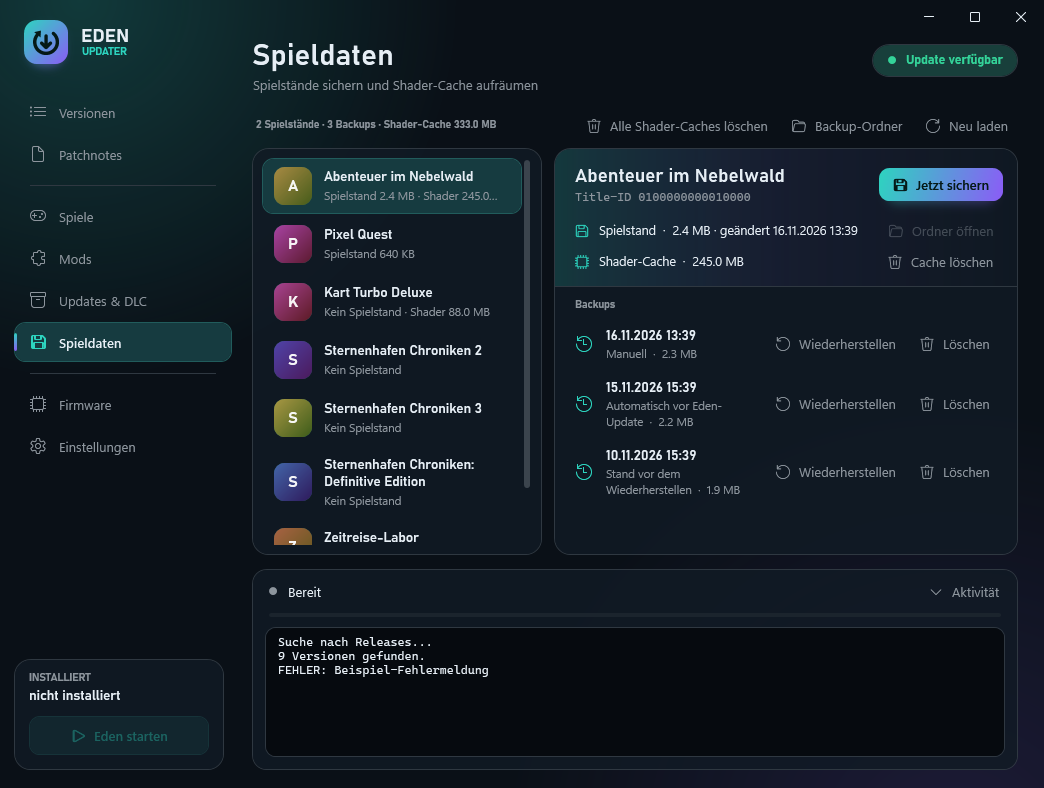 EDEN
UPDATER
Versionen
Patchnotes
Spiele
Mods
Updates & DLC
Spieldaten
Firmware
Einstellungen
INSTALLIERT
nicht installiert
Eden starten
Spieldaten
Spielstände sichern und Shader-Cache aufräumen
Update verfügbar
2 Spielstände · 3 Backups · Shader-Cache 333.0 MB
Alle Shader-Caches löschen
Backup-Ordner
Neu laden
A
Abenteuer im Nebelwald
Spielstand 2.4 MB · Shader 245.0...
P
Pixel Quest
Spielstand 640 KB
K
Kart Turbo Deluxe
Kein Spielstand · Shader 88.0 MB
S
Sternenhafen Chroniken 2
Kein Spielstand
S
Sternenhafen Chroniken 3
Kein Spielstand
S
Sternenhafen Chroniken:
Definitive Edition
Kein Spielstand
Z
Zeitreise-Labor
Abenteuer im Nebelwald
Title-ID 0100000000010000
Jetzt sichern
Spielstand · 2.4 MB · geändert 16.11.2026 13:39
Ordner öffnen
Shader-Cache · 245.0 MB
Cache löschen
Backups
16.11.2026 13:39
Manuell · 2.3 MB
Wiederherstellen
Löschen
15.11.2026 15:39
Automatisch vor Eden-
Update · 2.2 MB
Wiederherstellen
Löschen
10.11.2026 15:39
Stand vor dem
Wiederherstellen · 1.9 MB
Wiederherstellen
Löschen
Bereit
Aktivität
Suche nach Releases...
9 Versionen gefunden.
FEHLER: Beispiel-Fehlermeldung